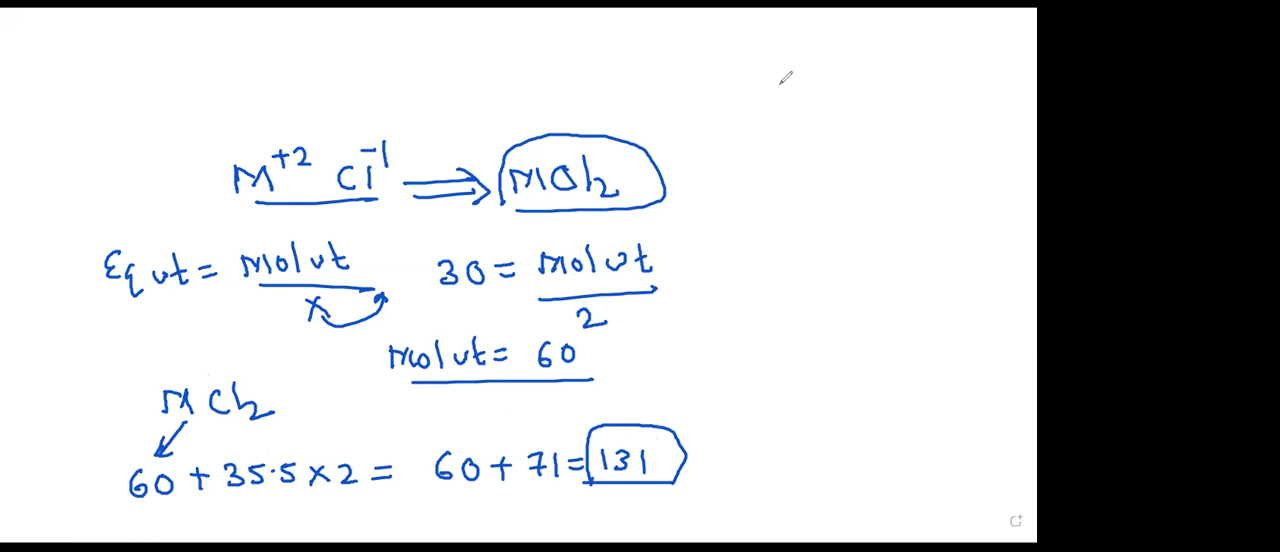 M⁺² Cl⁻¹ ⟹ MCl₂
Eq wt = Mol wt / x 30 = Mol wt / 2
Mol wt = 60
M Cl₂
60 + 35.5 × 2 = 60 + 71 = 131